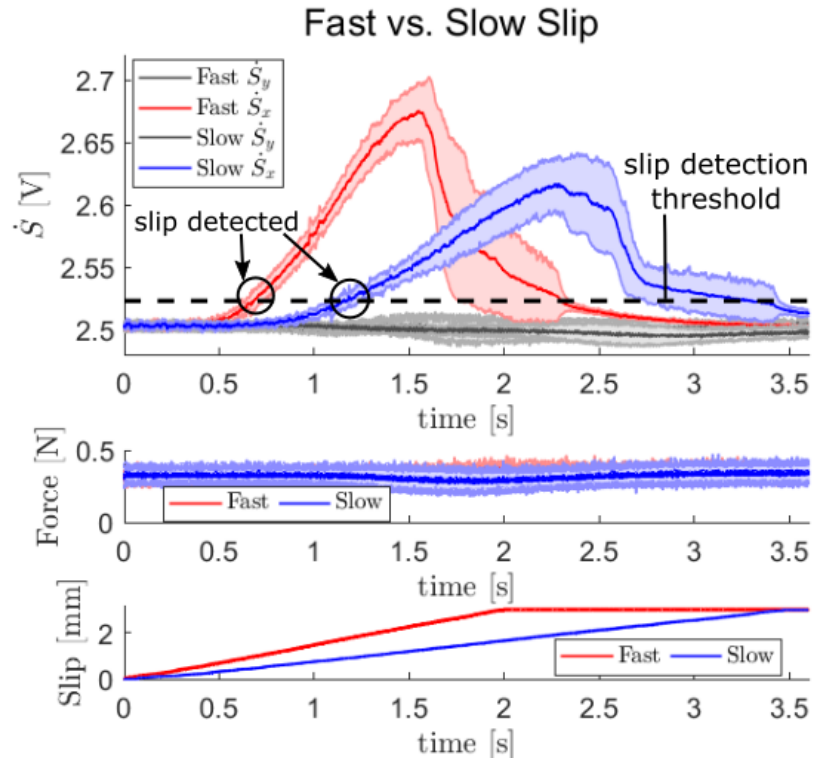 Fast vs. Slow Slip
Ṡ [V]
2.7
2.65
2.6
2.55
2.5
Fast Ṡy
Fast Ṡx
Slow Ṡy
Slow Ṡx
slip detected
slip detection
threshold
0 0.5 1 1.5 2 2.5 3 3.5
time [s]
Force [N]
0.5
0
Fast Slow
0 0.5 1 1.5 2 2.5 3 3.5
time [s]
Slip [mm]
2
0
Fast Slow
0 0.5 1 1.5 2 2.5 3 3.5
time [s]